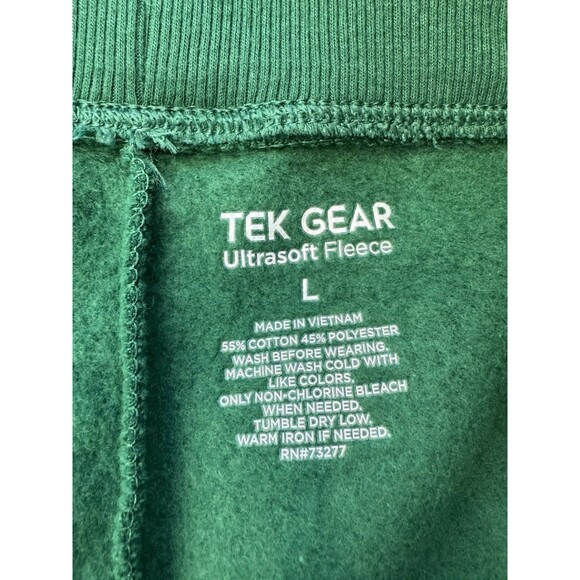 TEK GEAR
Ultrasoft Fleece
L
MADE IN VIETNAM
55% COTTON 45% POLYESTER
WASH BEFORE WEARING.
MACHINE WASH COLD WITH
LIKE COLORS.
ONLY NON-CHLORINE BLEACH
WHEN NEEDED.
TUMBLE DRY LOW.
WARM IRON IF NEEDED.
RN#73277